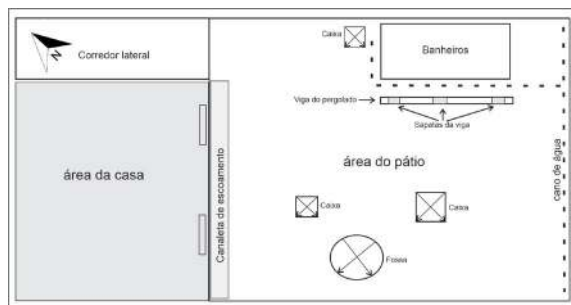 Caixa
Banheiros
Corredor lateral
N
Viga do pergolado
Sapatas da viga
área da casa
área do pátio
Canaleta de escoamento
cano de água
Caixa
Caixa
Fossa